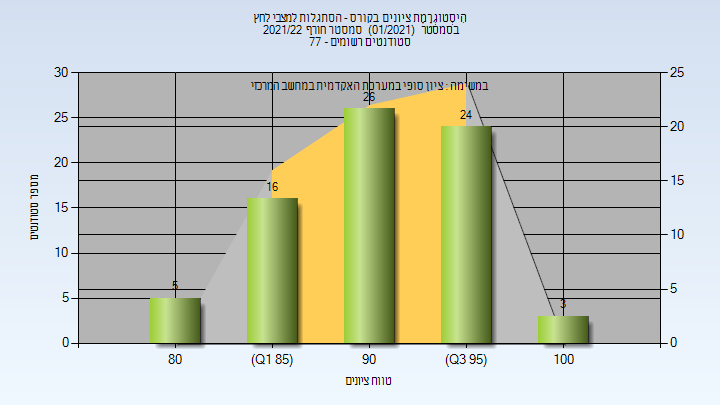 הִיסְטוֹגְרָמַת ציונים בקורס - הסתגלות למצבי לחץ
בסמסטר (01/2021) סמסטר חורף 2021/22
סטודנטים רשומים - 77
במשימה : ציון סופי במערכת האקדמית במחשב המרכזי
30
25
20
15
10
5
0
25
20
15
10
5
0
5
16
26
24
3
80
(Q1 85)
90
(Q3 95)
100
מספר סטודנטים
טווח ציונים